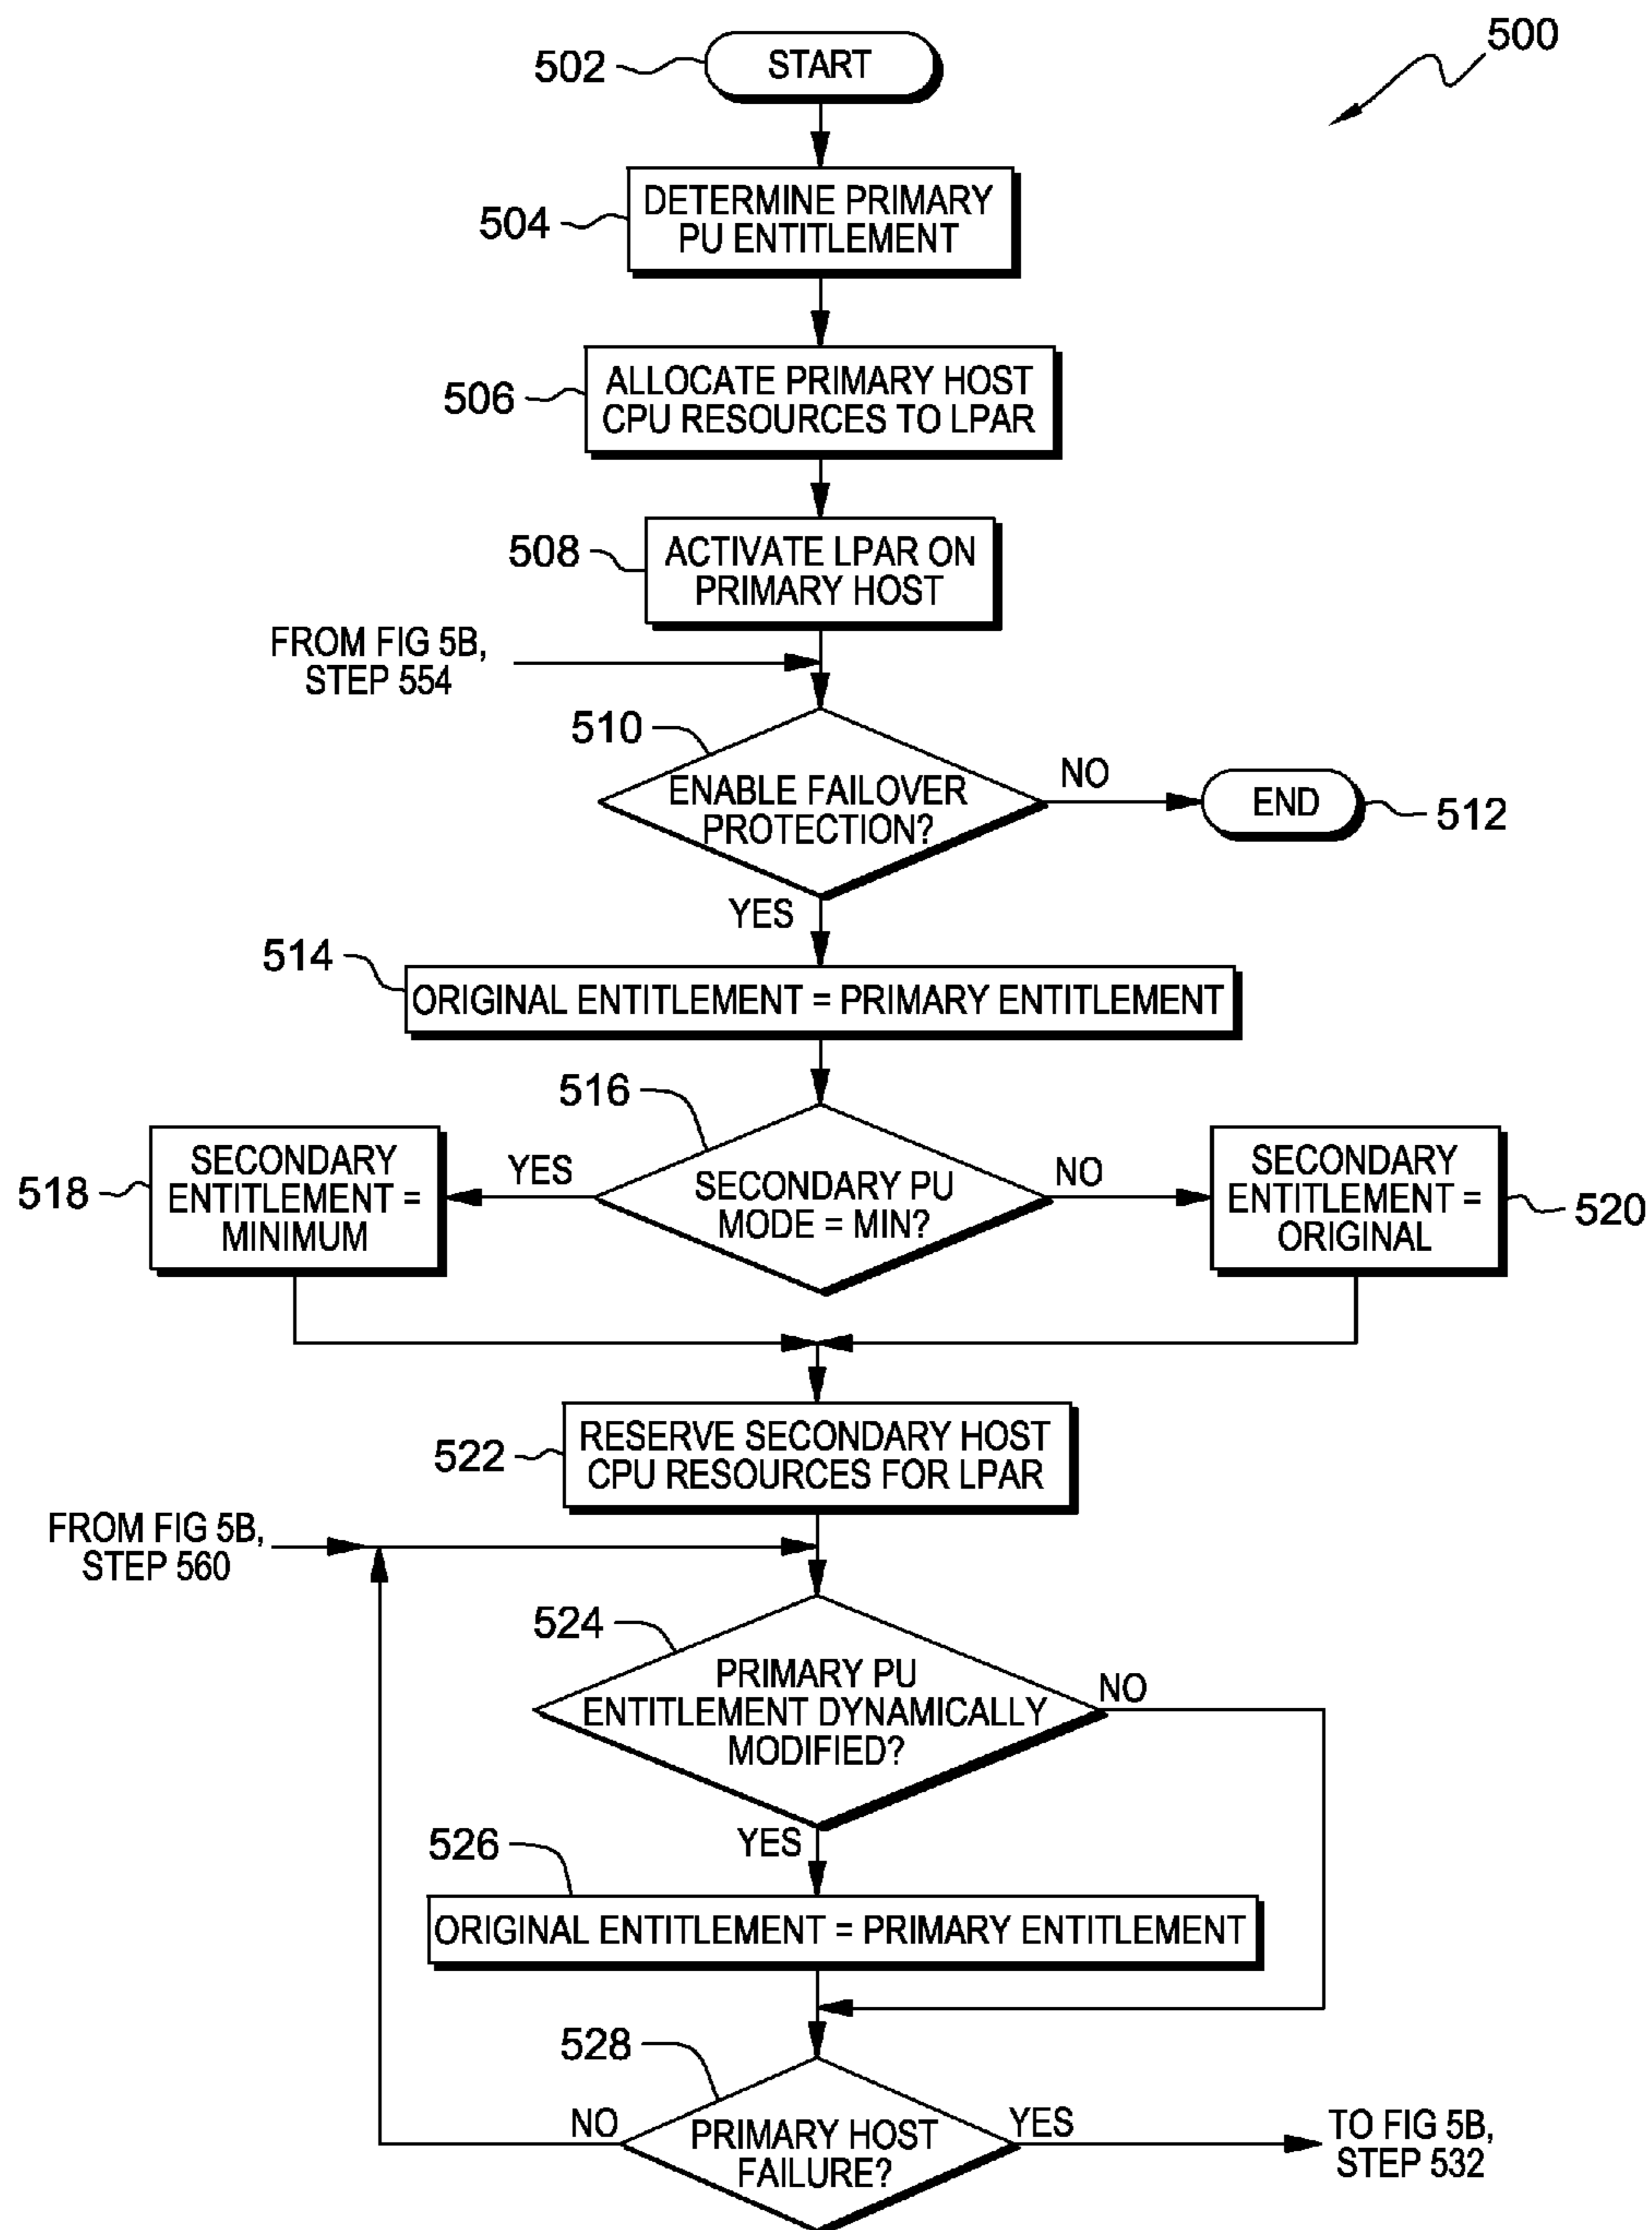 500
502
START
504
DETERMINE PRIMARY
PU ENTITLEMENT
506
ALLOCATE PRIMARY HOST
CPU RESOURCES TO LPAR
508
ACTIVATE LPAR ON
PRIMARY HOST
FROM FIG 5B,
STEP 554
510
ENABLE FAILOVER
PROTECTION?
NO
END
512
YES
514
ORIGINAL ENTITLEMENT = PRIMARY ENTITLEMENT
516
SECONDARY PU
MODE = MIN?
YES
518
SECONDARY
ENTITLEMENT =
MINIMUM
NO
SECONDARY
ENTITLEMENT =
ORIGINAL
520
522
RESERVE SECONDARY HOST
CPU RESOURCES FOR LPAR
FROM FIG 5B,
STEP 560
524
PRIMARY PU
ENTITLEMENT DYNAMICALLY
MODIFIED?
NO
YES
526
ORIGINAL ENTITLEMENT = PRIMARY ENTITLEMENT
528
PRIMARY HOST
FAILURE?
NO
YES
TO FIG 5B,
STEP 532